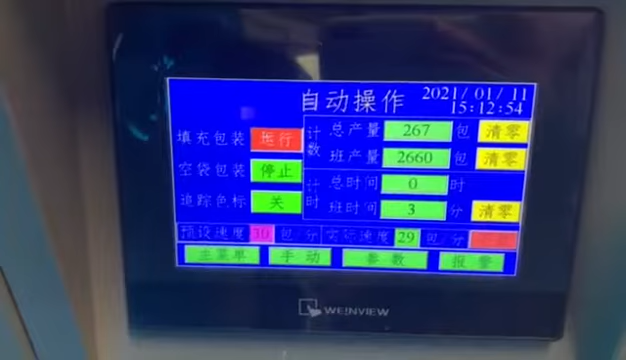 自动操作
2021/01/11
15:12:54
填充包装 运行
空袋包装 停止
追踪色标 关
计数
总产量 267 包 清零
班产量 2660 包 清零
计时
总时间 0 时
班时间 3 分 清零
预设速度 30 包/分 实际速度 29 包/分
主菜单 手动 参数 报警
WEINVIEW